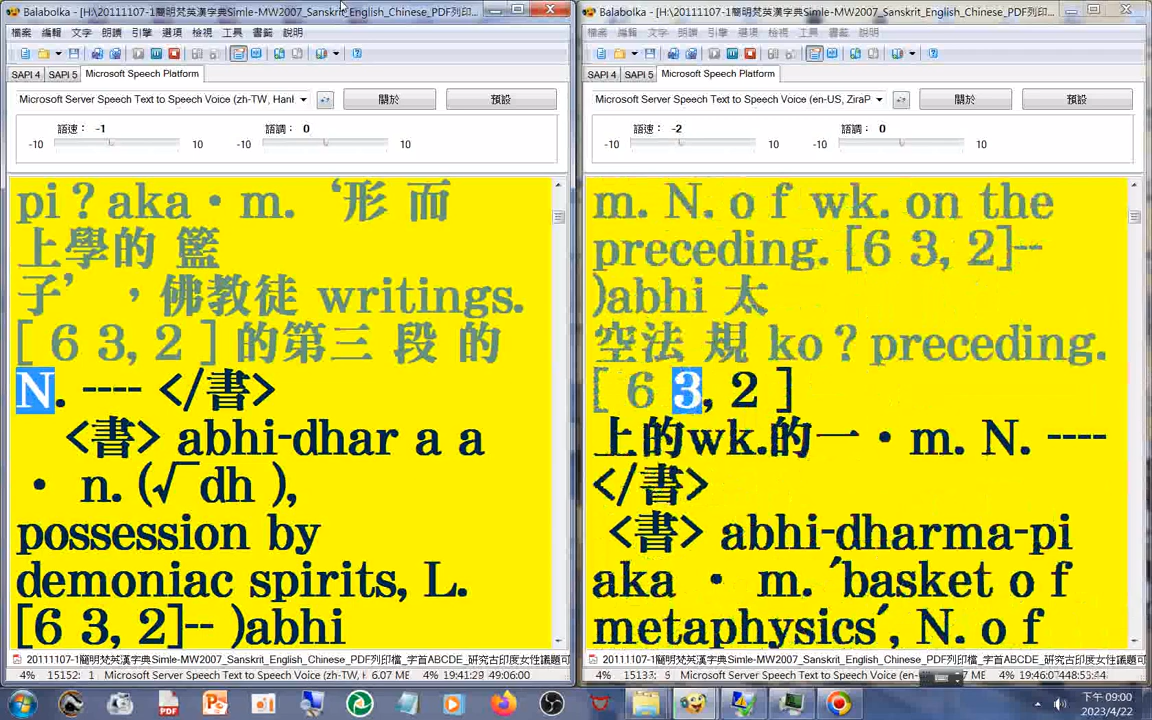 Balabolka - [H:\20111107-1簡明梵英漢字典Simle-MW2007_Sanskrit_English_Chinese_PDF列印...
檔案 編輯 文字 朗讀 引擎 選項 檢視 工具 書籤 說明
SAPI 4 SAPI 5 Microsoft Speech Platform
Microsoft Server Speech Text to Speech Voice (zh-TW, Hanl
關於
預設
語速： -1 語調： 0
-10 10 -10 10
pi？aka・m.‘形 而
上學的 籃
子’，佛教徒 writings.
[ 6 3, 2 ] 的第三 段 的
N. ---- </書>
<書> abhi-dhar a a
・ n. (√dh ),
possession by
demoniac spirits, L.
[6 3, 2]-- )abhi
20111107-1簡明梵英漢字典Simle-MW2007_Sanskrit_English_Chinese_PDF列印檔_字首ABCDE_研究古印度女性議題可
4% 15152: 1 Microsoft Server Speech Text to Speech Voice (zh-TW, H 6.07 MB 4% 19:41:29 49:06:00
Balabolka - [H:\20111107-1簡明梵英漢字典Simle-MW2007_Sanskrit_English_Chinese_PDF列印...
檔案 編輯 文字 朗讀 引擎 選項 檢視 工具 書籤 說明
SAPI 4 SAPI 5 Microsoft Speech Platform
Microsoft Server Speech Text to Speech Voice (en-US, ZiraP
關於
預設
語速： -2 語調： 0
-10 10 -10 10
m. N. o f wk. on the
preceding. [6 3, 2]--
)abhi 太
空法 規 ko？preceding.
[ 6 3, 2 ]
上的wk.的一・m. N. ----
</書>
<書> abhi-dharma-pi
aka ・ m. ′basket o f
metaphysics′, N. o f
20111107-1簡明梵英漢字典Simle-MW2007_Sanskrit_English_Chinese_PDF列印檔_字首ABCDE_研究古印度女性議題可
Microsoft Server Speech Text to Speech Voice (en-US
下午 09:00
2023/4/22